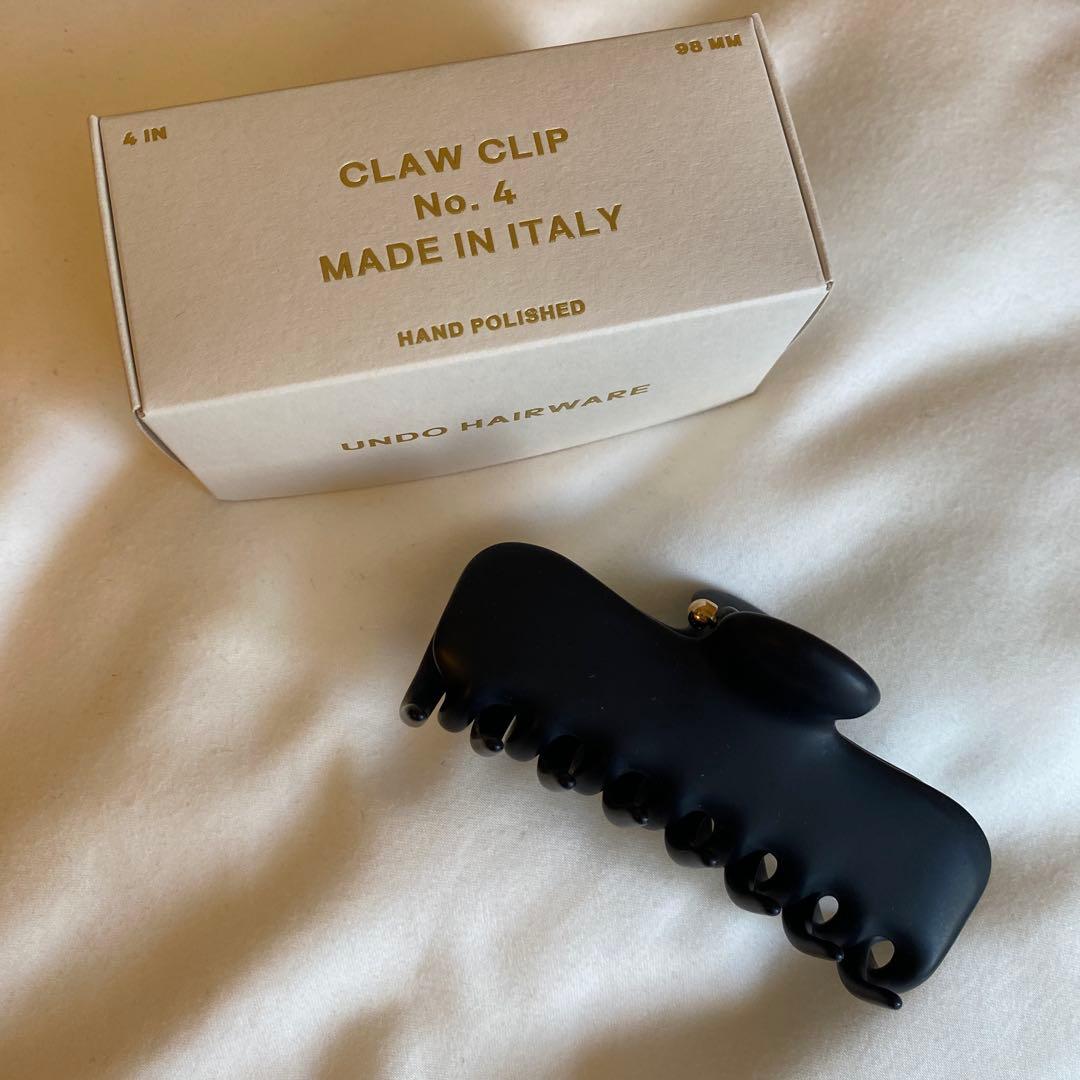 4 IN
98 MM
CLAW CLIP
No. 4
MADE IN ITALY
HAND POLISHED
UNDO HAIRWARE